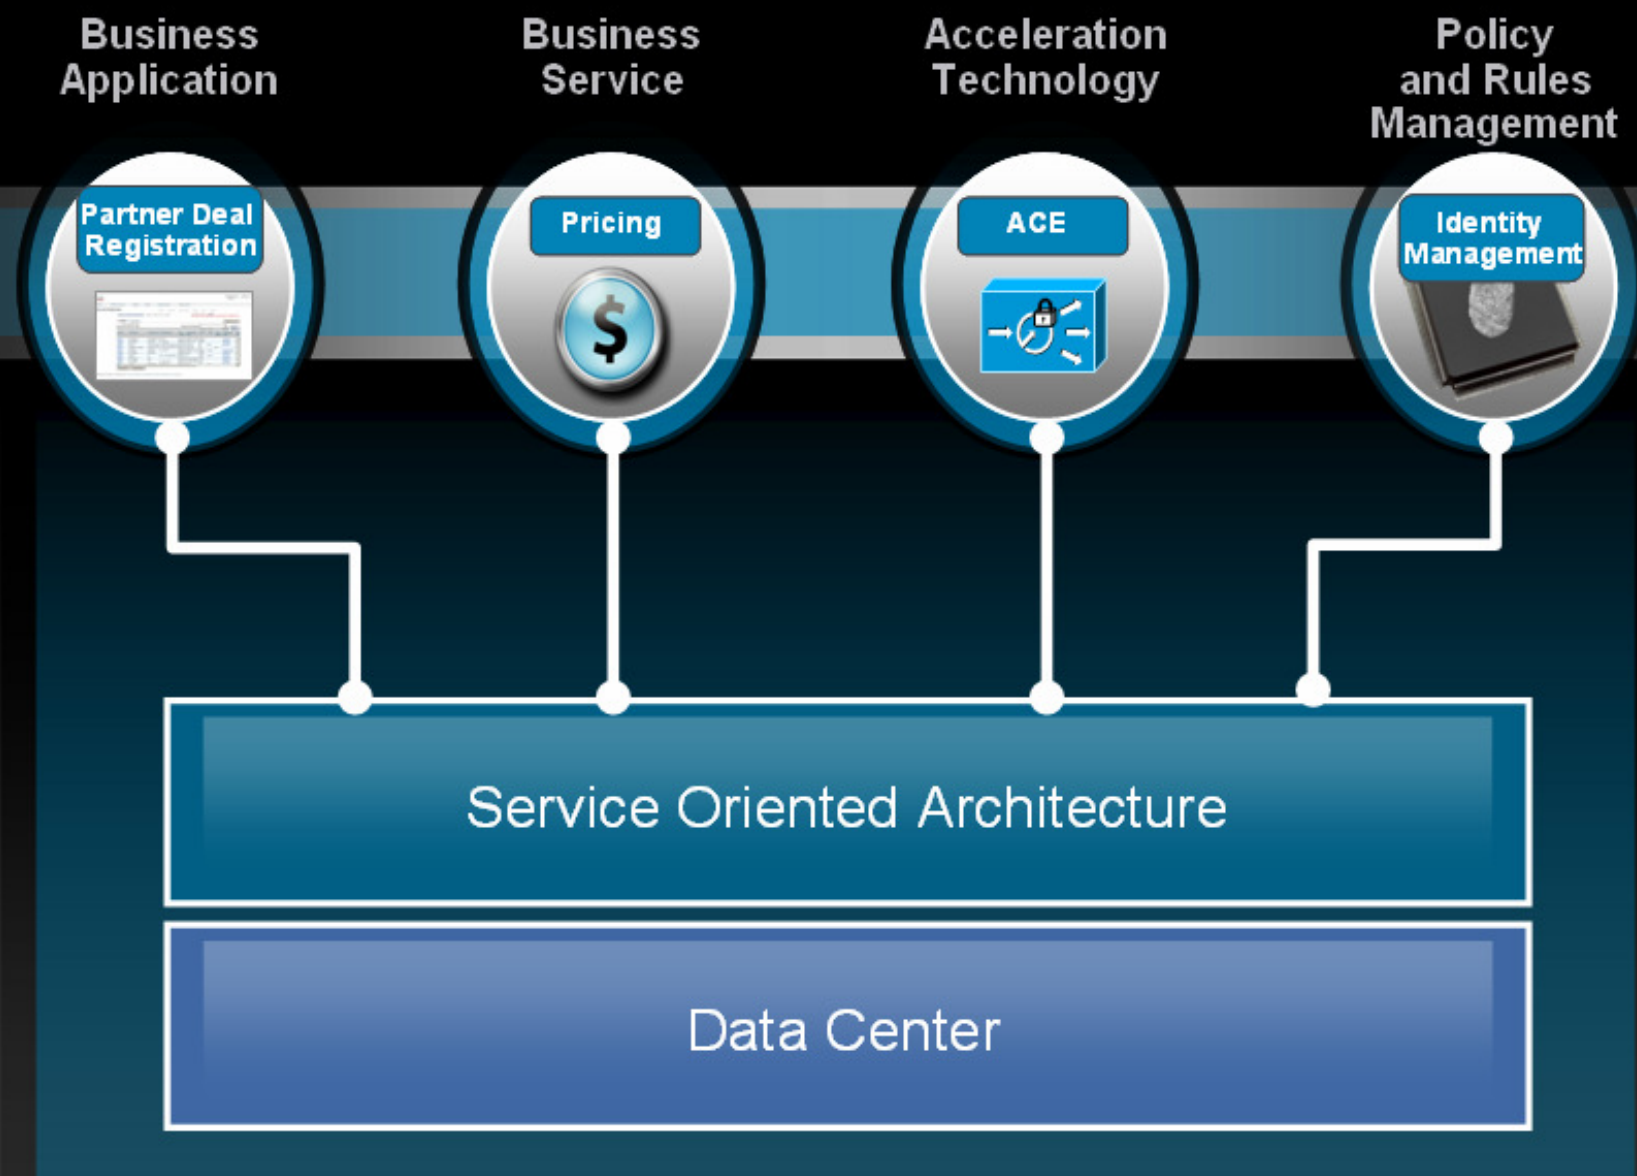 Business
Application
Business
Service
Acceleration
Technology
Policy
and Rules
Management
Partner Deal
Registration
Pricing
$
ACE
Identity
Management
Service Oriented Architecture
Data Center